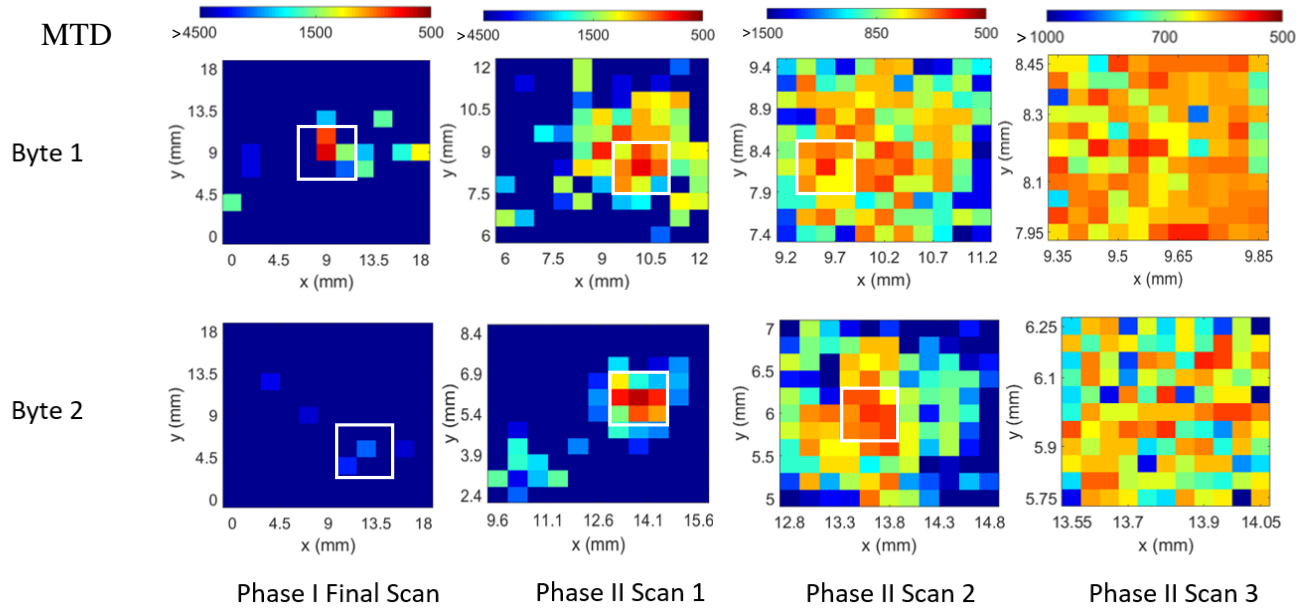 MTD
>4500 1500 500
>4500 1500 500
>1500 850 500
>1000 700 500
Byte 1
y (mm)
18
13.5
9
4.5
0
0 4.5 9 13.5 18
x (mm)
y (mm)
12
10.5
9
7.5
6
6 7.5 9 10.5 12
x (mm)
y (mm)
9.4
8.9
8.4
7.9
7.4
9.2 9.7 10.2 10.7 11.2
x (mm)
y (mm)
8.45
8.3
8.1
7.95
9.35 9.5 9.65 9.85
x (mm)
Byte 2
y (mm)
18
13.5
9
4.5
0
0 4.5 9 13.5 18
x (mm)
y (mm)
8.4
6.9
5.4
3.9
2.4
9.6 11.1 12.6 14.1 15.6
x (mm)
y (mm)
7
6.5
6
5.5
5
12.8 13.3 13.8 14.3 14.8
x (mm)
y (mm)
6.25
6.1
5.9
5.75
13.55 13.7 13.9 14.05
x (mm)
Phase I Final Scan
Phase II Scan 1
Phase II Scan 2
Phase II Scan 3